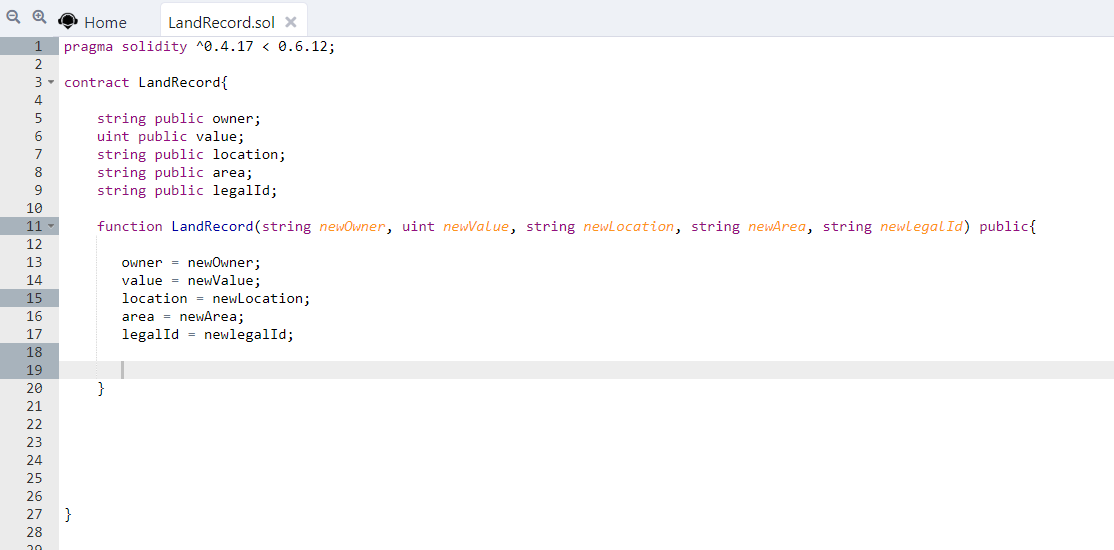 Home LandRecord.sol ×
1 pragma solidity ^0.4.17 < 0.6.12;
2
3 contract LandRecord{
4
5 string public owner;
6 uint public value;
7 string public location;
8 string public area;
9 string public legalId;
10
11 function LandRecord(string newOwner, uint newValue, string newLocation, string newArea, string newlegalId) public{
12
13 owner = newOwner;
14 value = newValue;
15 location = newLocation;
16 area = newArea;
17 legalId = newlegalId;
18
19
20 }
21
22
23
24
25
26
27 }
28
29